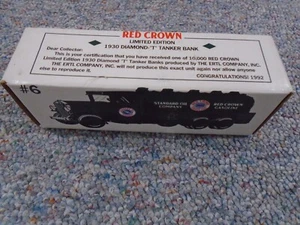 RED CROWN
LIMITED EDITION
1930 DIAMOND-'T' TANKER BANK
Dear Collector:
This is your certification that you have received one of 10,000 RED CROWN
Limited Edition 1930 Diamond 'T' Tanker Banks produced by THE ERTL COMPANY, INC.
THE ERTL COMPANY, INC. will not produce this exact unit again nor allow anyone
else to reproduce it.
CONGRATULATIONS! 1992
#6
STANDARD OIL
COMPANY
RED CROWN
GASOLINE